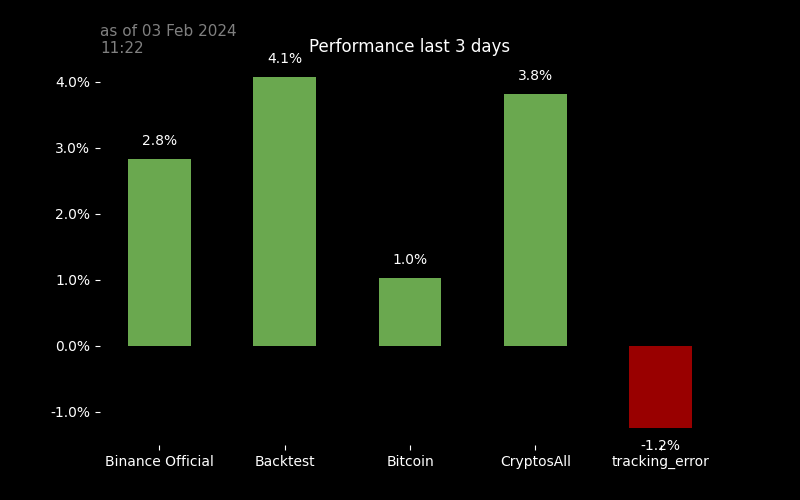 as of 03 Feb 2024
11:22
Performance last 3 days
4.1%
3.8%
2.8%
1.0%
-1.2%
4.0%
3.0%
2.0%
1.0%
0.0%
-1.0%
Binance Official
Backtest
Bitcoin
CryptosAll
tracking_error